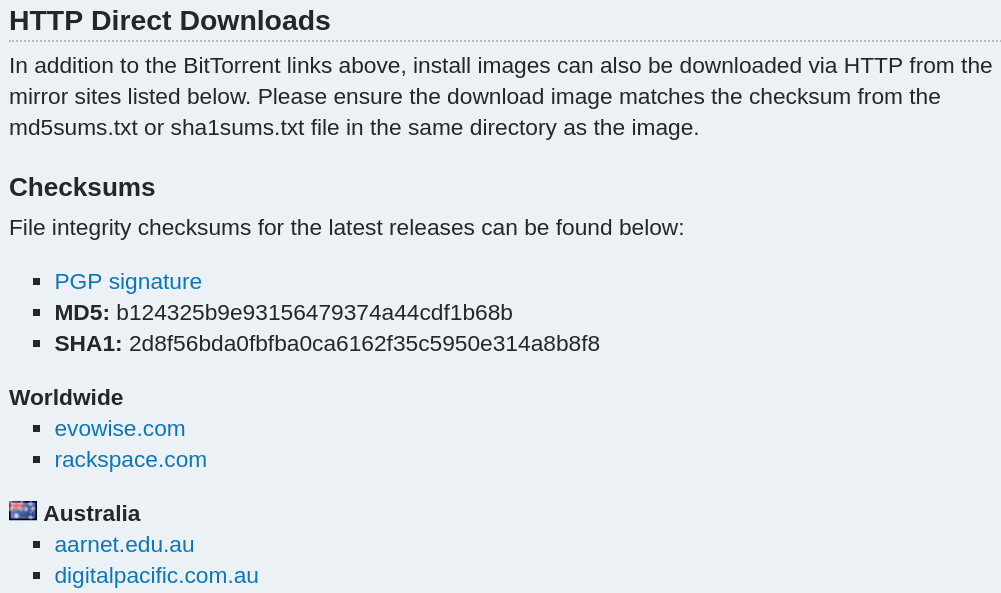 HTTP Direct Downloads
In addition to the BitTorrent links above, install images can also be downloaded via HTTP from the
mirror sites listed below. Please ensure the download image matches the checksum from the
md5sums.txt or sha1sums.txt file in the same directory as the image.
Checksums
File integrity checksums for the latest releases can be found below:
PGP signature
MD5: b124325b9e93156479374a44cdf1b68b
SHA1: 2d8f56bda0fbfba0ca6162f35c5950e314a8b8f8
Worldwide
evowise.com
rackspace.com
Australia
aarnet.edu.au
digitalpacific.com.au